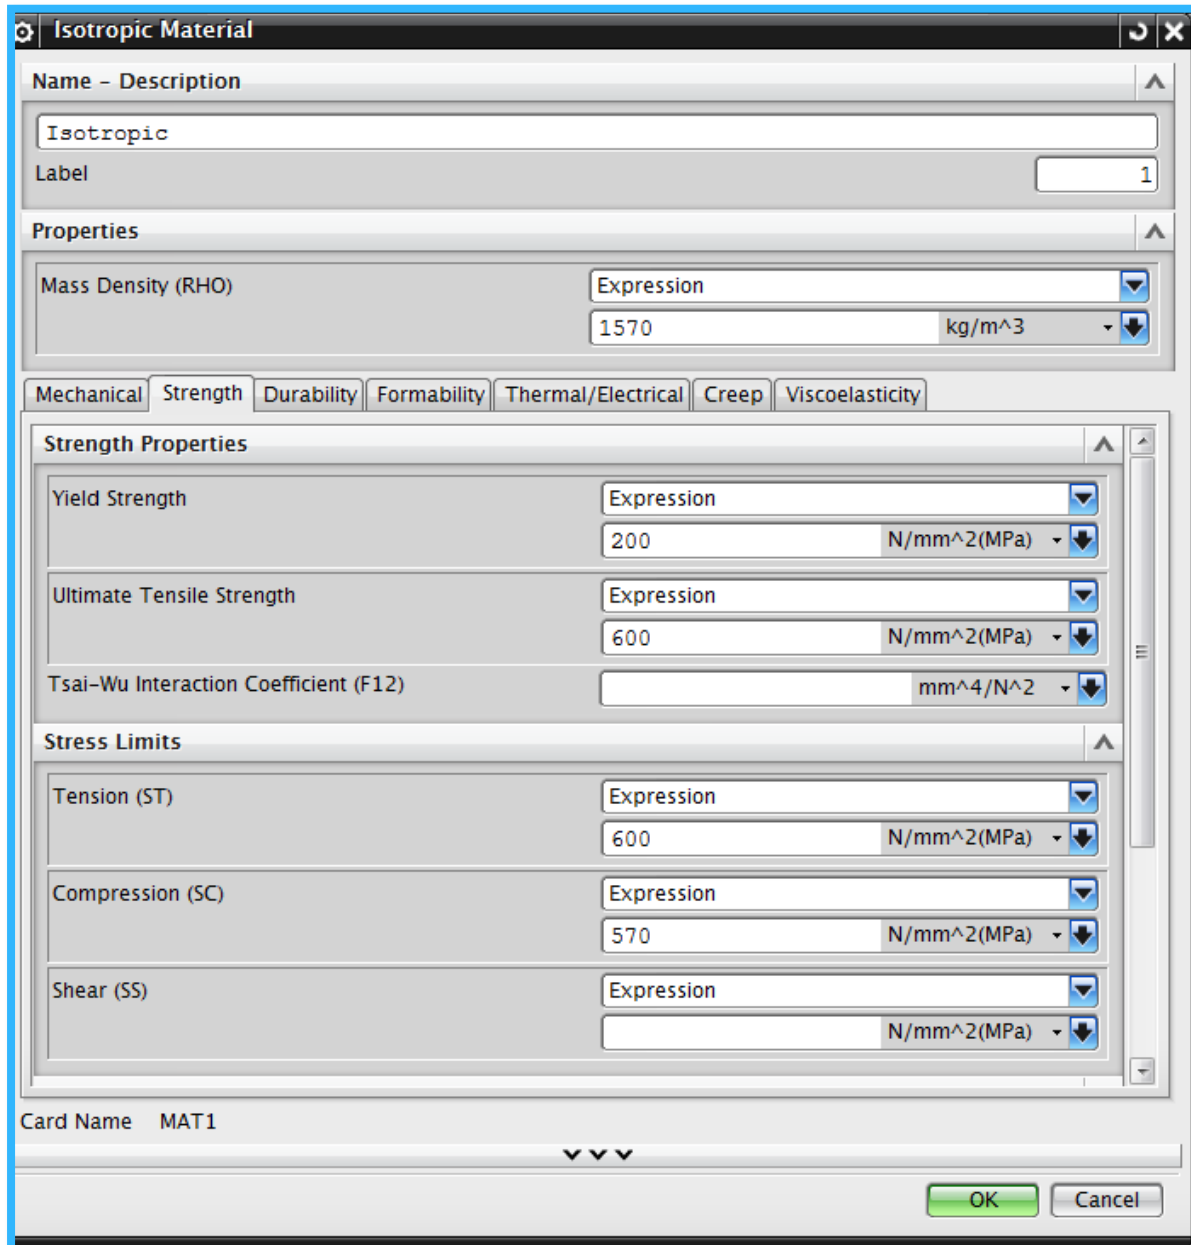 Isotropic Material
Name - Description
Isotropic
Label 1
Properties
Mass Density (RHO) Expression
1570 kg/m^3
Mechanical Strength Durability Formability Thermal/Electrical Creep Viscoelasticity
Strength Properties
Yield Strength Expression
200 N/mm^2(MPa)
Ultimate Tensile Strength Expression
600 N/mm^2(MPa)
Tsai-Wu Interaction Coefficient (F12) mm^4/N^2
Stress Limits
Tension (ST) Expression
600 N/mm^2(MPa)
Compression (SC) Expression
570 N/mm^2(MPa)
Shear (SS) Expression
N/mm^2(MPa)
Card Name MAT1
OK Cancel